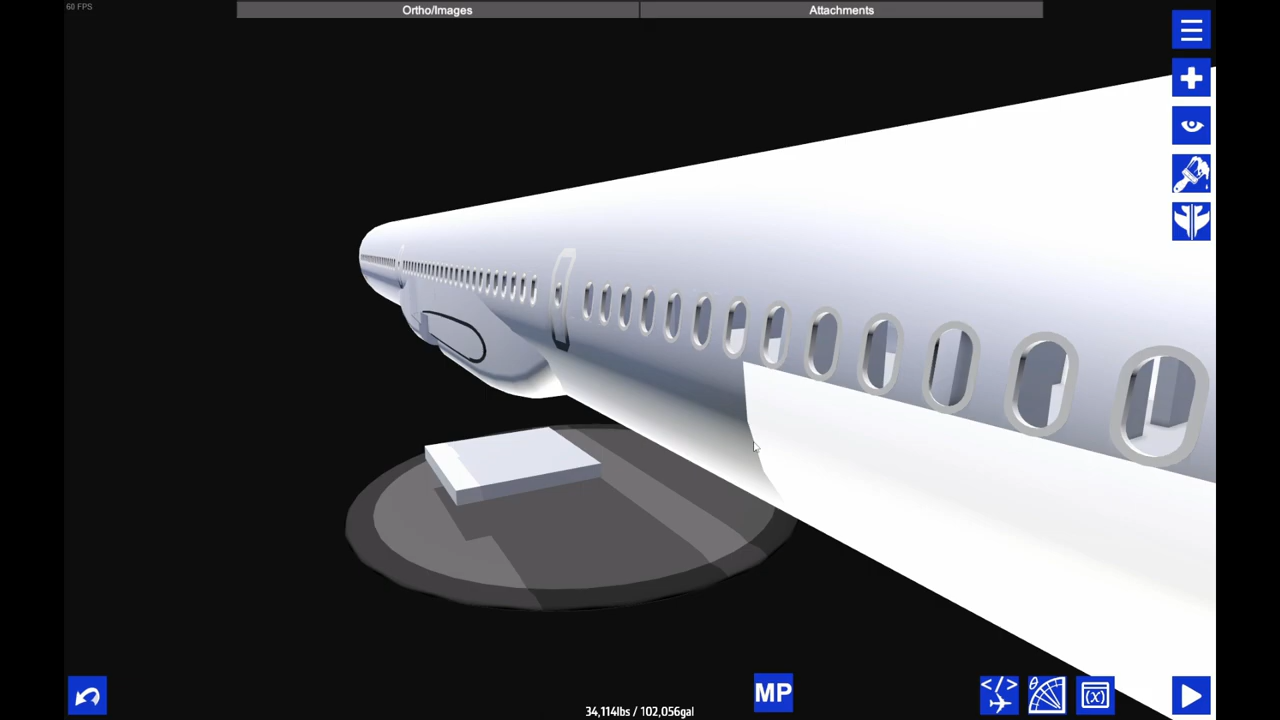 60 FPS
Ortho/Images
Attachments
MP
</>
θ
(x)
34,114lbs / 102,056gal